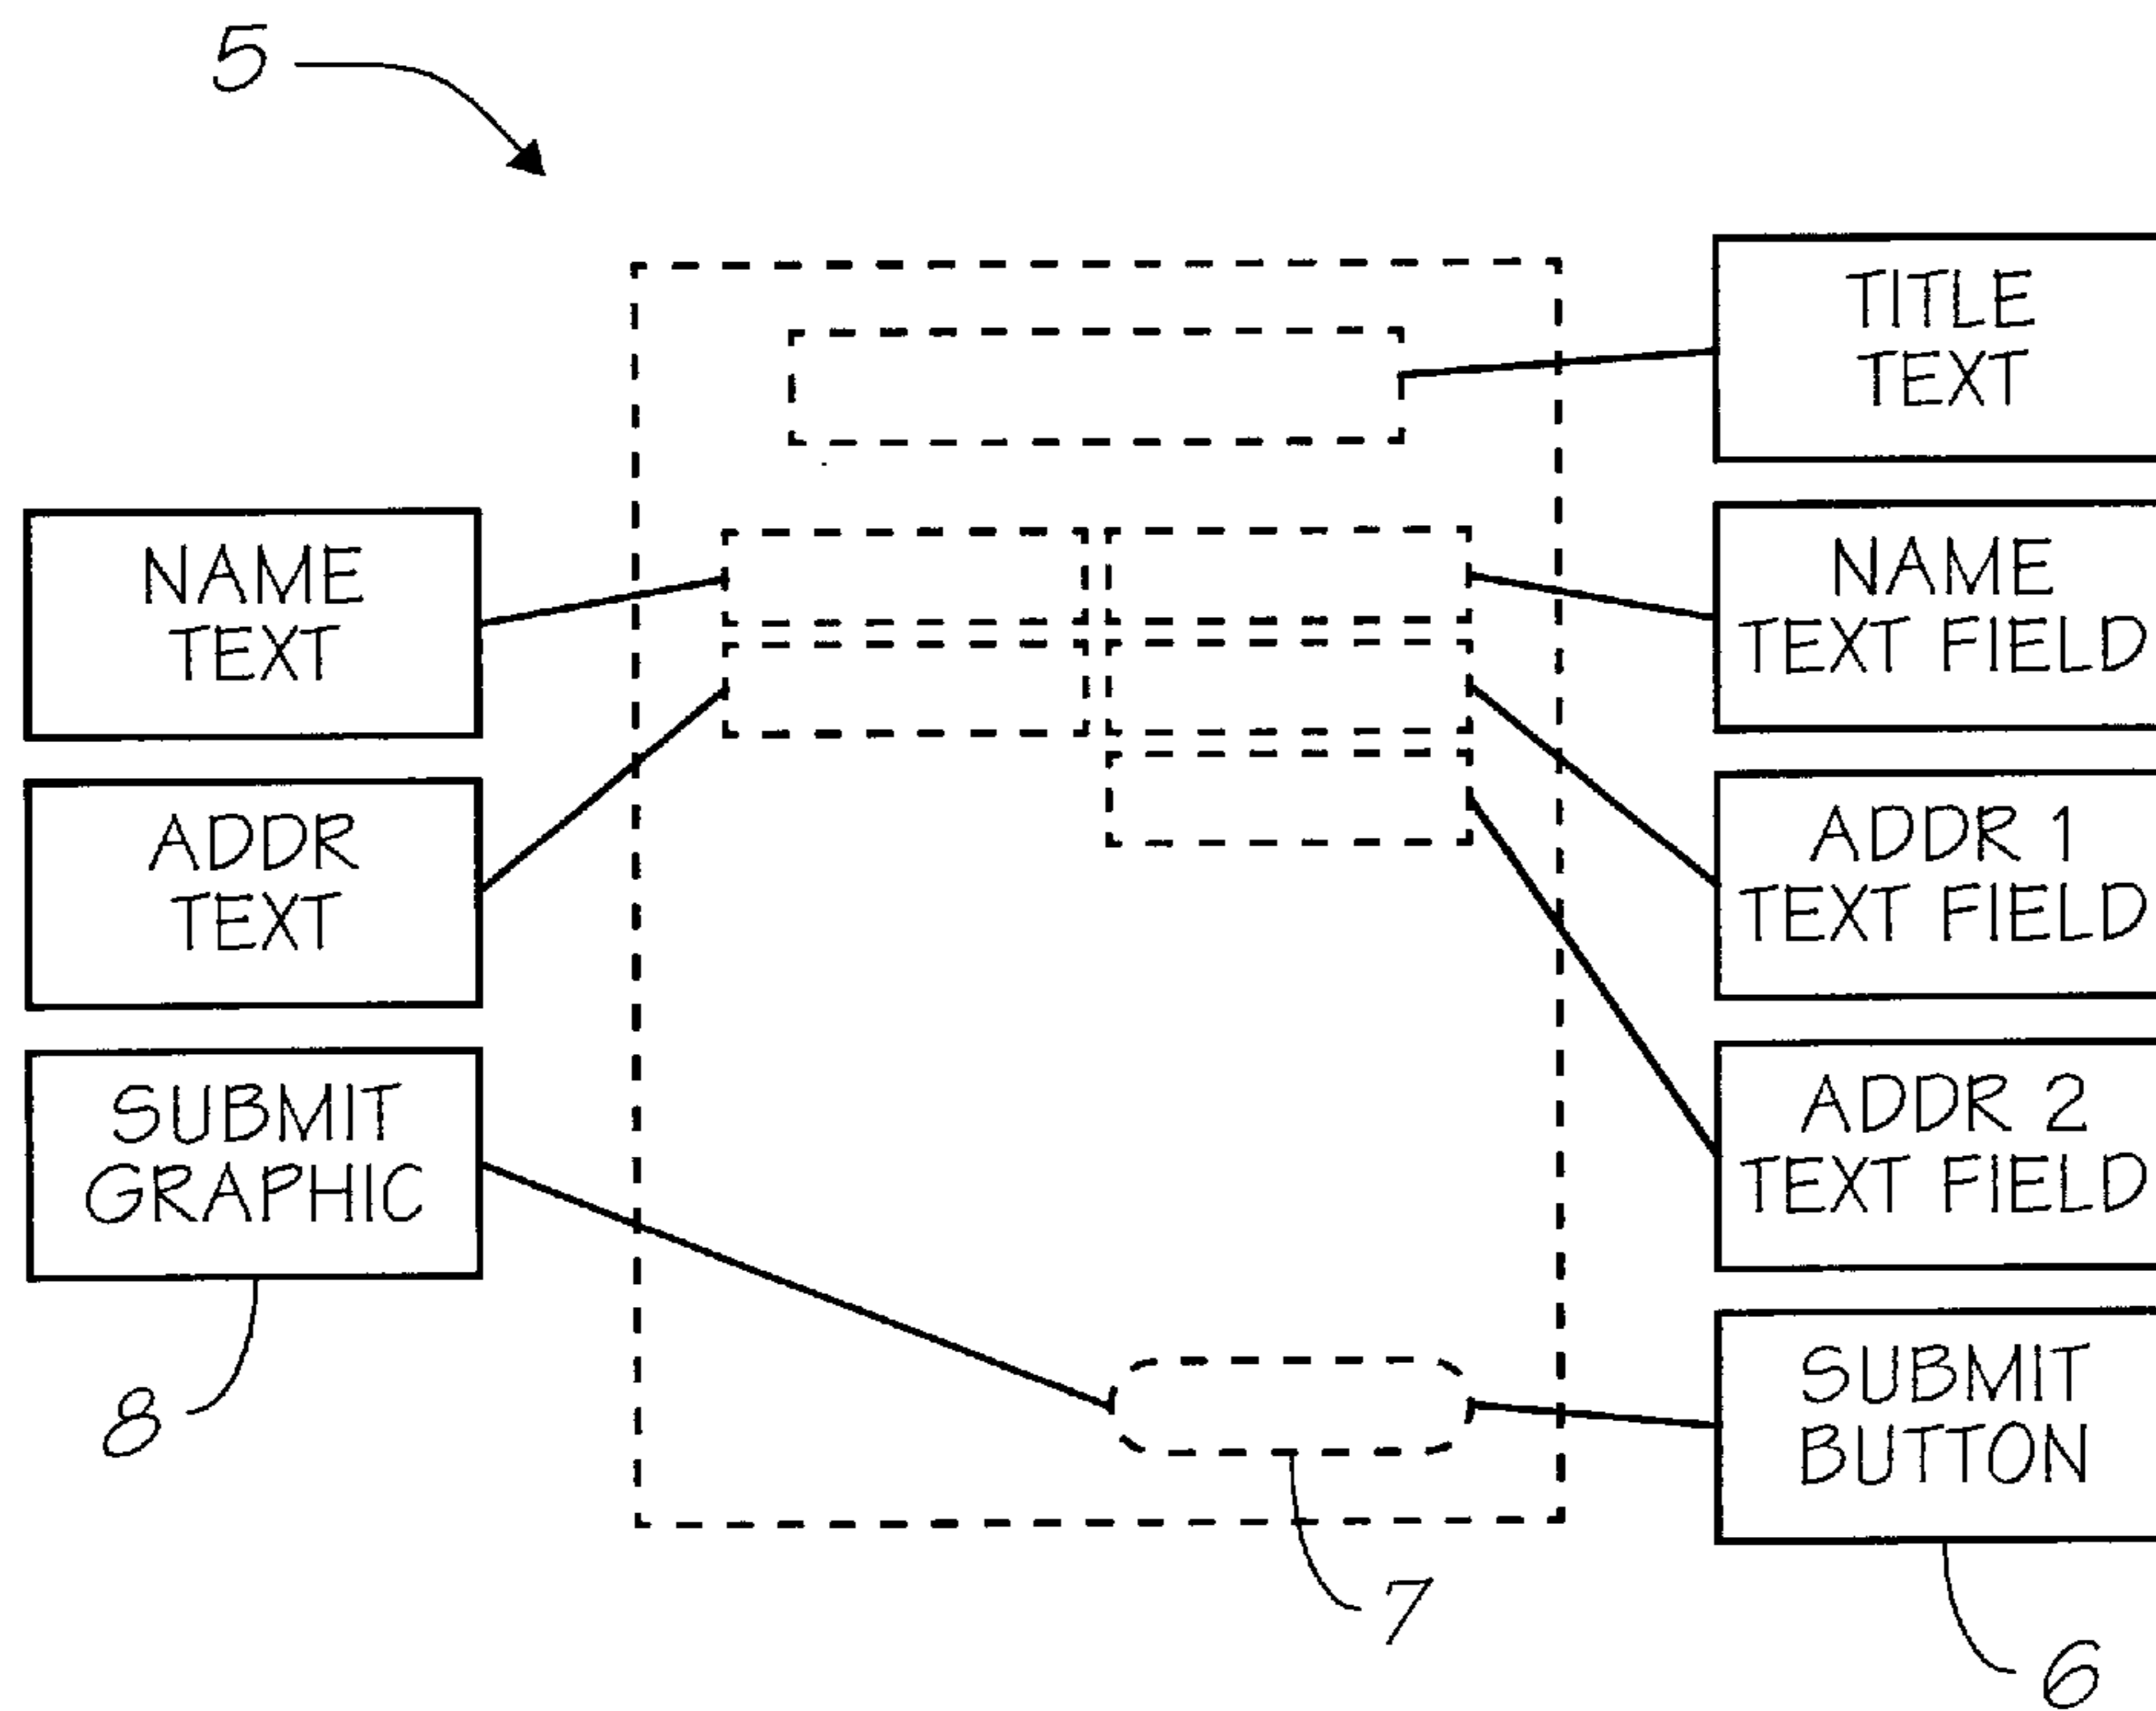 5
TITLE
TEXT
NAME
TEXT
NAME
TEXT FIELD
ADDR
TEXT
ADDR 1
TEXT FIELD
SUBMIT
GRAPHIC
ADDR 2
TEXT FIELD
SUBMIT
BUTTON
8
7
6